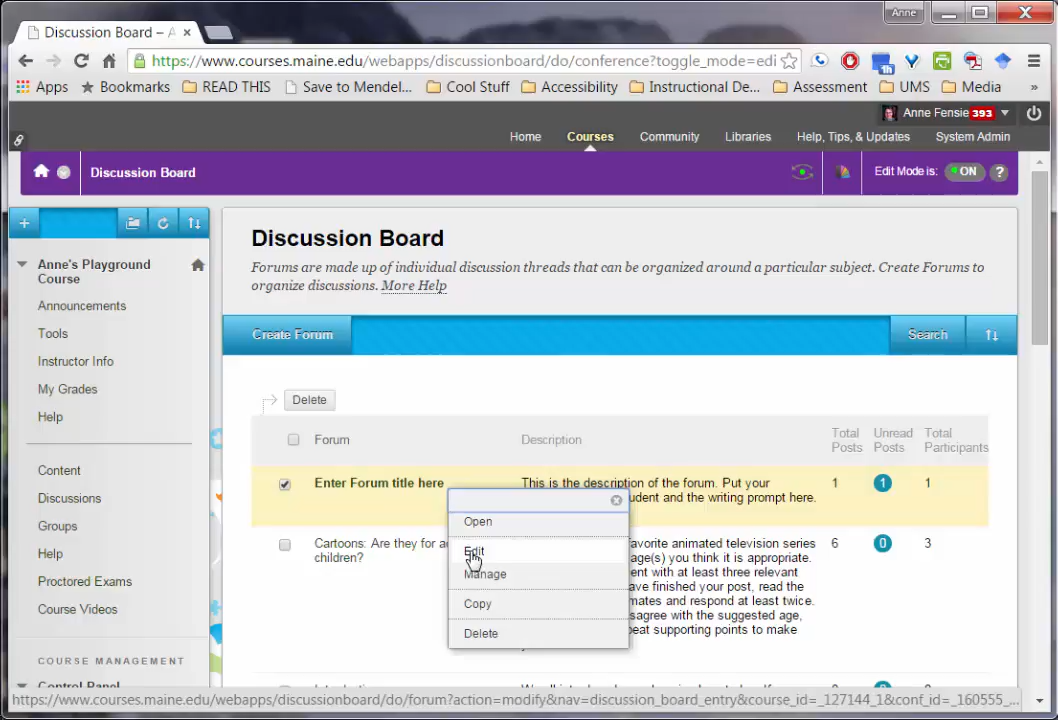 Anne
Discussion Board – A
https://www.courses.maine.edu/webapps/discussionboard/do/conference?toggle_mode=edi
Apps Bookmarks READ THIS Save to Mendel... Cool Stuff Accessibility Instructional De... Assessment UMS Media »
Anne Fensie 393
Home Courses Community Libraries Help, Tips, & Updates System Admin
Discussion Board Edit Mode is: ON ?
Anne's Playground
Course
Announcements
Tools
Instructor Info
My Grades
Help
Content
Discussions
Groups
Help
Proctored Exams
Course Videos
COURSE MANAGEMENT
Control Panel
Discussion Board
Forums are made up of individual discussion threads that can be organized around a particular subject. Create Forums to
organize discussions. More Help
Create Forum Search
Delete
Forum Description Total Posts Unread Posts Total Participants
Enter Forum title here This is the description of the forum. Put your 1 1 1
udent and the writing prompt here.
Open
Edit
Manage
Copy
Delete
Cartoons: Are they for a favorite animated television series 6 0 3
children? age(s) you think it is appropriate.
ent with at least three relevant
ave finished your post, read the
mates and respond at least twice.
sagree with the suggested age,
peat supporting points to make
https://www.courses.maine.edu/webapps/discussionboard/do/forum?action=modify&nav=discussion_board_entry&course_id=_127144_1&conf_id=_160555_...